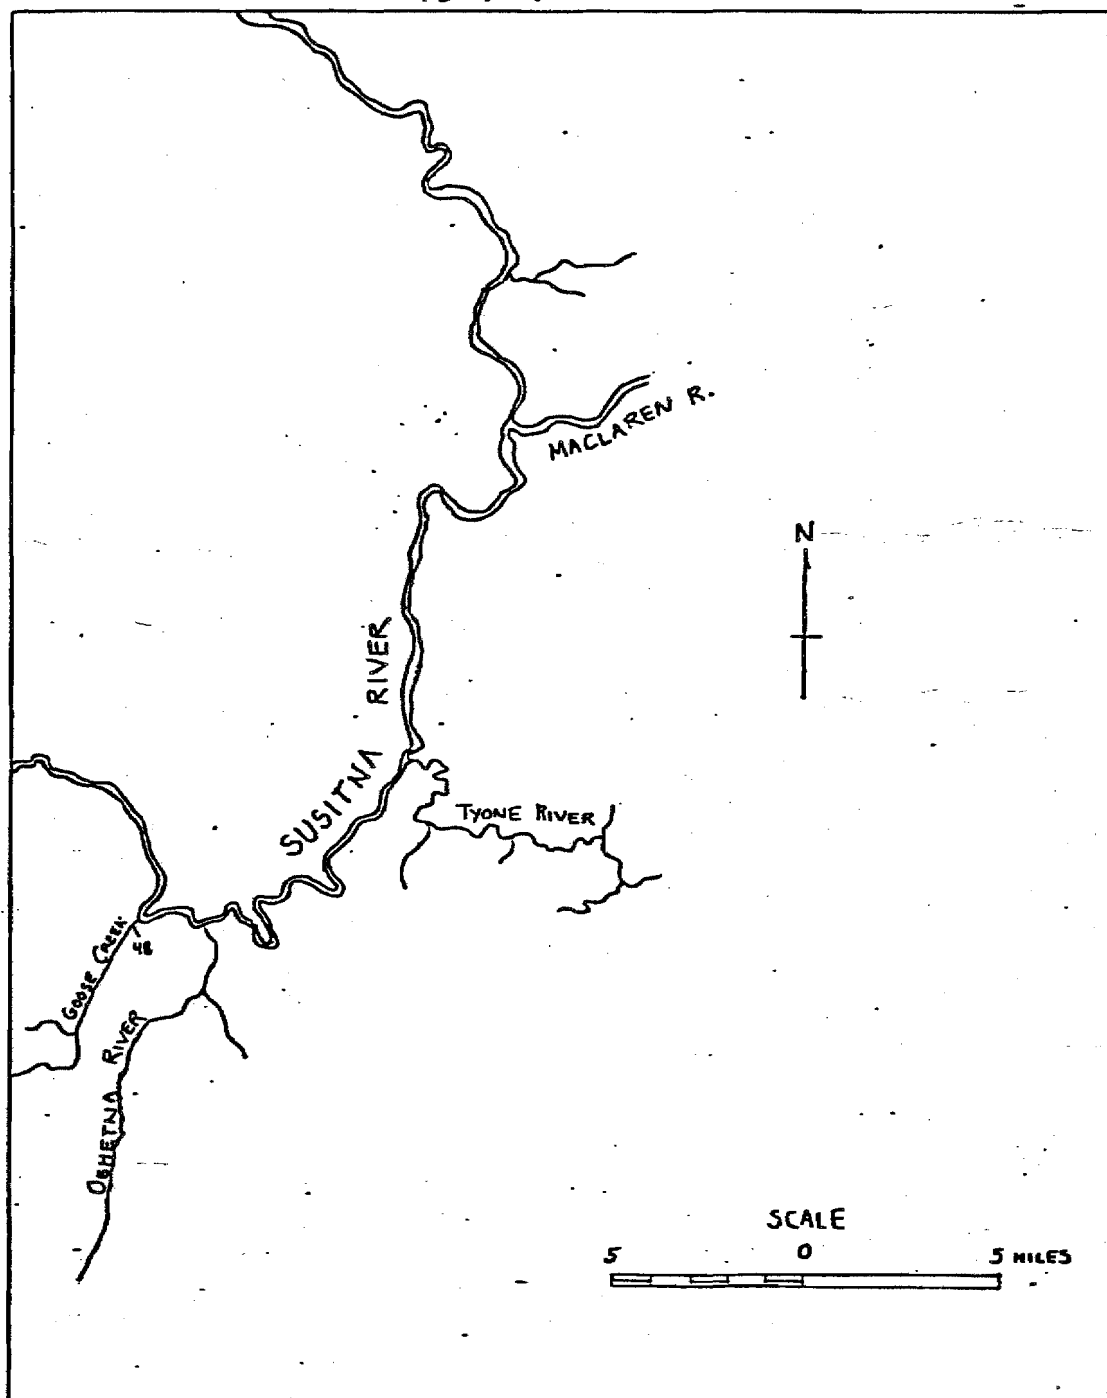 MACLAREN R.
N
SUSITNA RIVER
TYONE RIVER
GOOSE CREEK
48
OSHETNA RIVER
SCALE
5 0 5 MILES